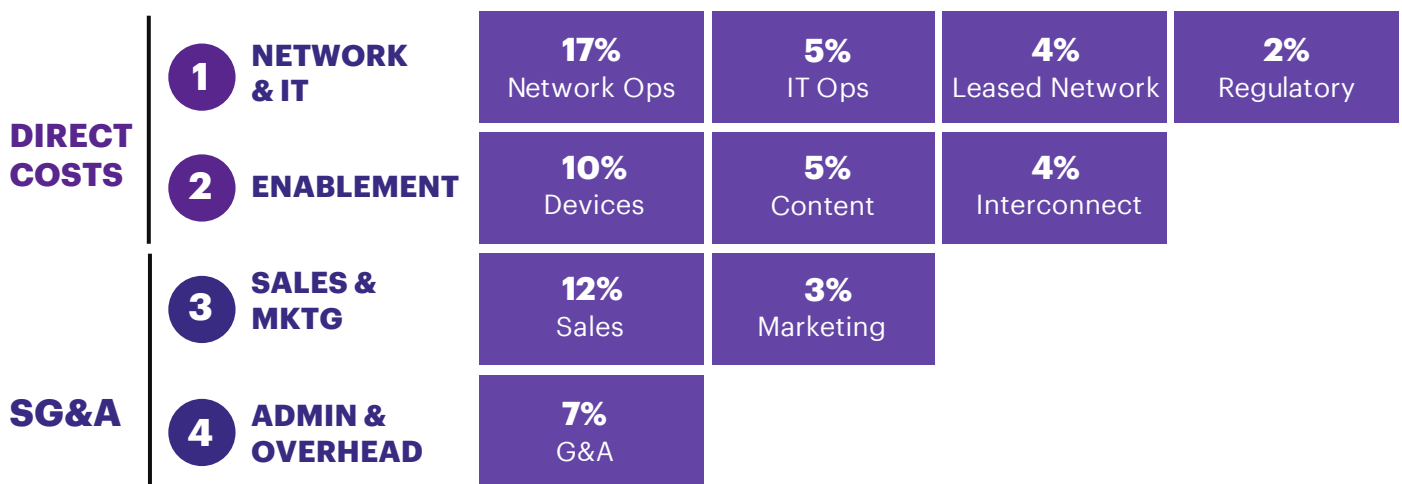 DIRECT
COSTS
1
NETWORK
& IT
17%
Network Ops
5%
IT Ops
4%
Leased Network
2%
Regulatory
2
ENABLEMENT
10%
Devices
5%
Content
4%
Interconnect
SG&A
3
SALES &
MKTG
12%
Sales
3%
Marketing
4
ADMIN &
OVERHEAD
7%
G&A